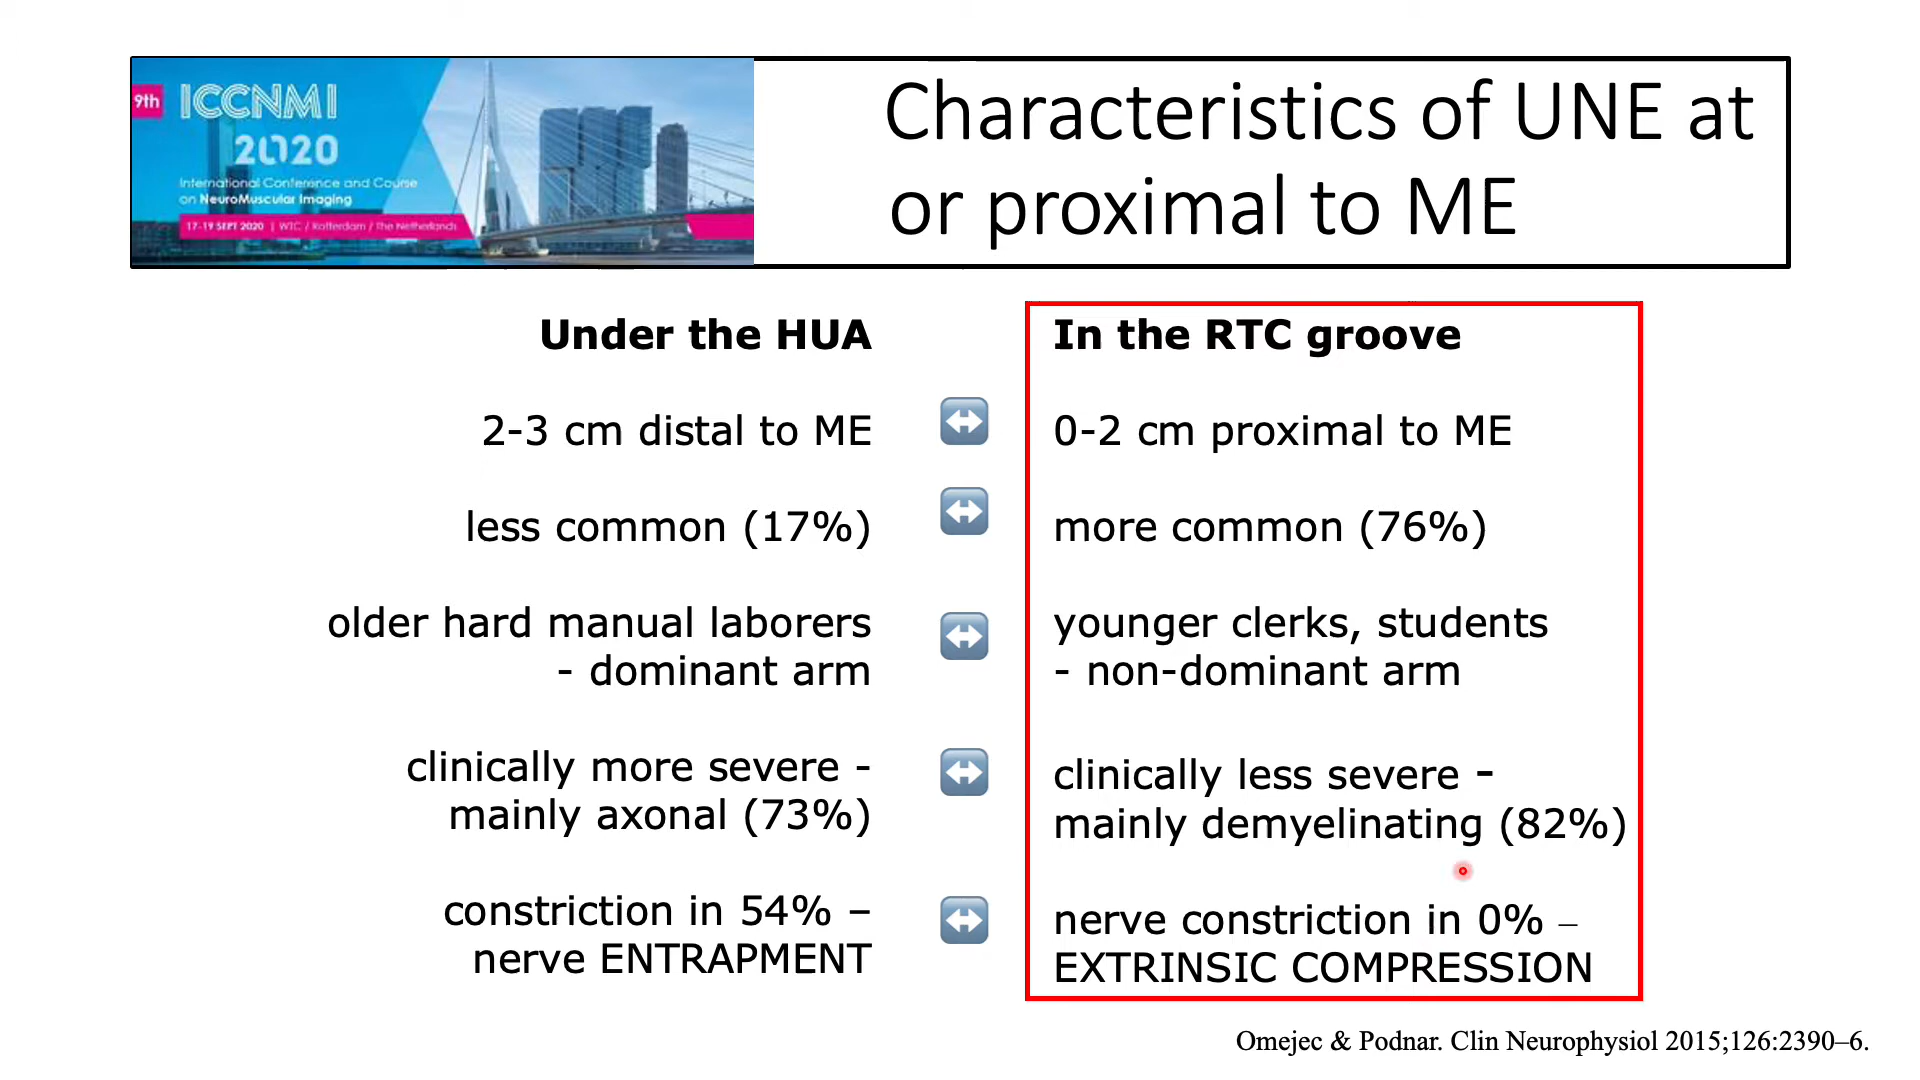 9th
ICCNMI
2020
International Conference and Course
on NeuroMuscular Imaging
17-19 SEPT 2020 | WTC / Rotterdam / The Netherlands
Characteristics of UNE at
or proximal to ME
Under the HUA
2-3 cm distal to ME
less common (17%)
older hard manual laborers
- dominant arm
clinically more severe -
mainly axonal (73%)
constriction in 54% –
nerve ENTRAPMENT
In the RTC groove
0-2 cm proximal to ME
more common (76%)
younger clerks, students
- non-dominant arm
clinically less severe -
mainly demyelinating (82%)
nerve constriction in 0% –
EXTRINSIC COMPRESSION
Omejec & Podnar. Clin Neurophysiol 2015;126:2390–6.